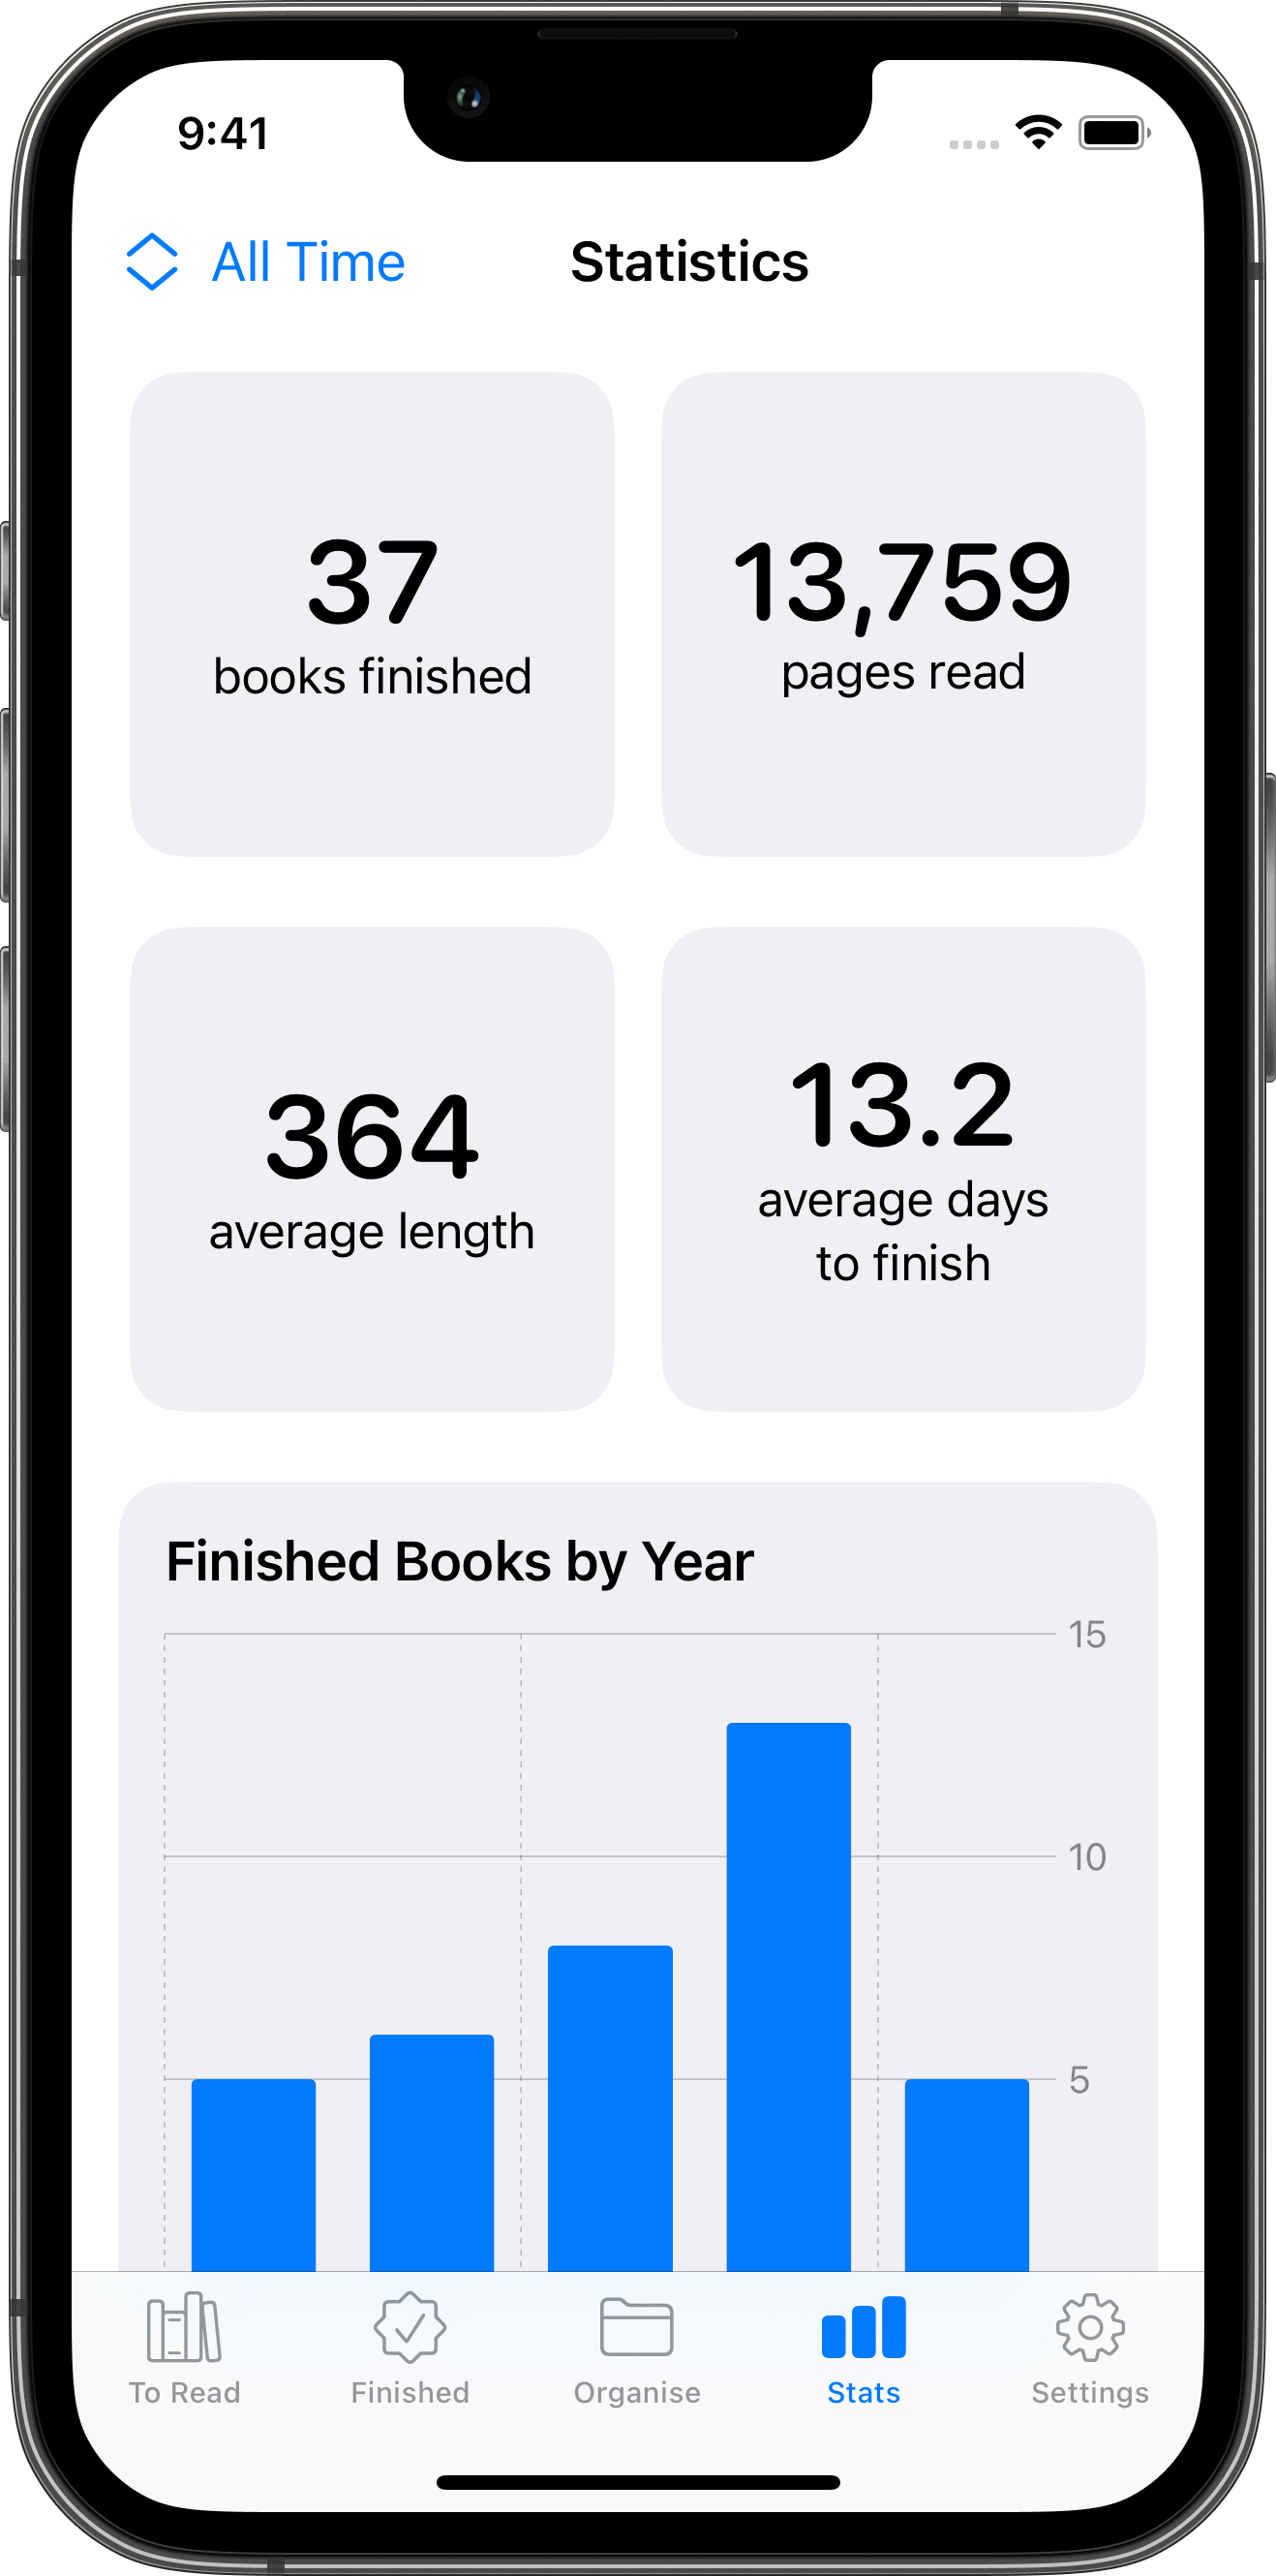 9:41
All Time
Statistics
37
books finished
13,759
pages read
364
average length
13.2
average days
to finish
Finished Books by Year
15
10
5
To Read
Finished
Organise
Stats
Settings